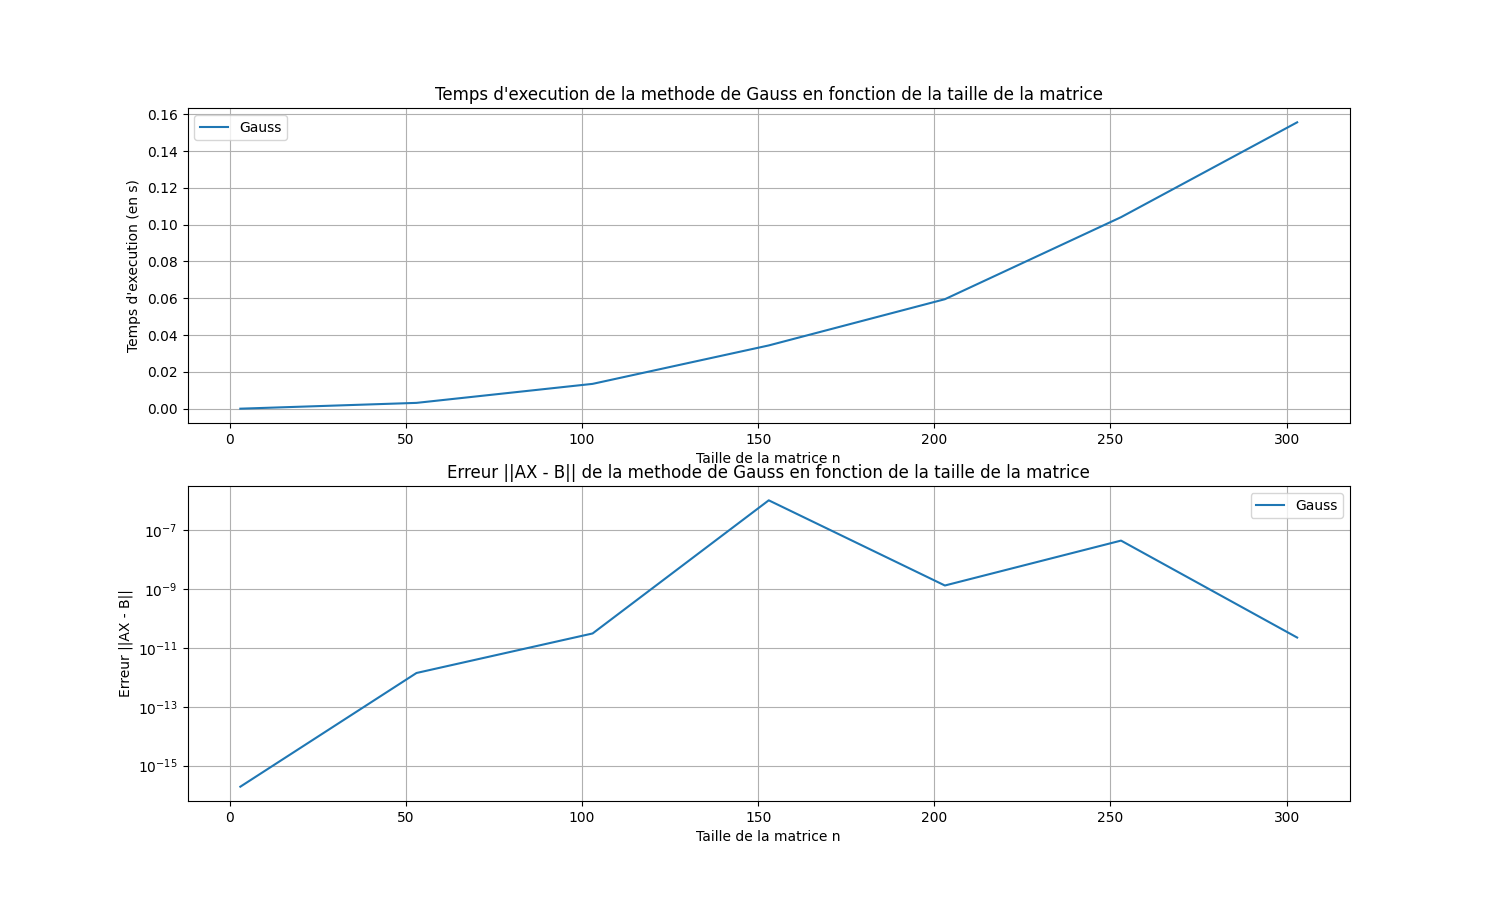 Temps d'execution de la methode de Gauss en fonction de la taille de la matrice
Gauss
Temps d'execution (en s)
0.16
0.14
0.12
0.10
0.08
0.06
0.04
0.02
0.00
0 50 100 150 200 250 300
Taille de la matrice n
Erreur ||AX - B|| de la methode de Gauss en fonction de la taille de la matrice
Gauss
Erreur ||AX - B||
10⁻⁷
10⁻⁹
10⁻¹¹
10⁻¹³
10⁻¹⁵
0 50 100 150 200 250 300
Taille de la matrice n